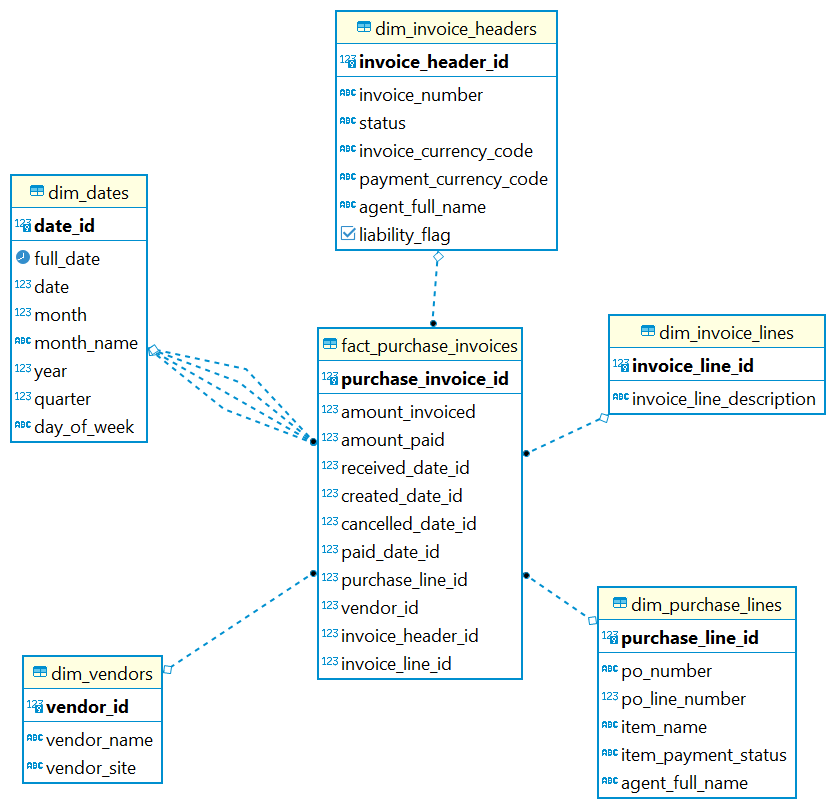 dim_invoice_headers
123 invoice_header_id
ABC invoice_number
ABC status
ABC invoice_currency_code
ABC payment_currency_code
ABC agent_full_name
liability_flag
dim_dates
123 date_id
full_date
123 date
123 month
ABC month_name
123 year
123 quarter
ABC day_of_week
fact_purchase_invoices
123 purchase_invoice_id
123 amount_invoiced
123 amount_paid
123 received_date_id
123 created_date_id
123 cancelled_date_id
123 paid_date_id
123 purchase_line_id
123 vendor_id
123 invoice_header_id
123 invoice_line_id
dim_invoice_lines
123 invoice_line_id
ABC invoice_line_description
dim_vendors
123 vendor_id
ABC vendor_name
ABC vendor_site
dim_purchase_lines
123 purchase_line_id
ABC po_number
123 po_line_number
ABC item_name
ABC item_payment_status
ABC agent_full_name